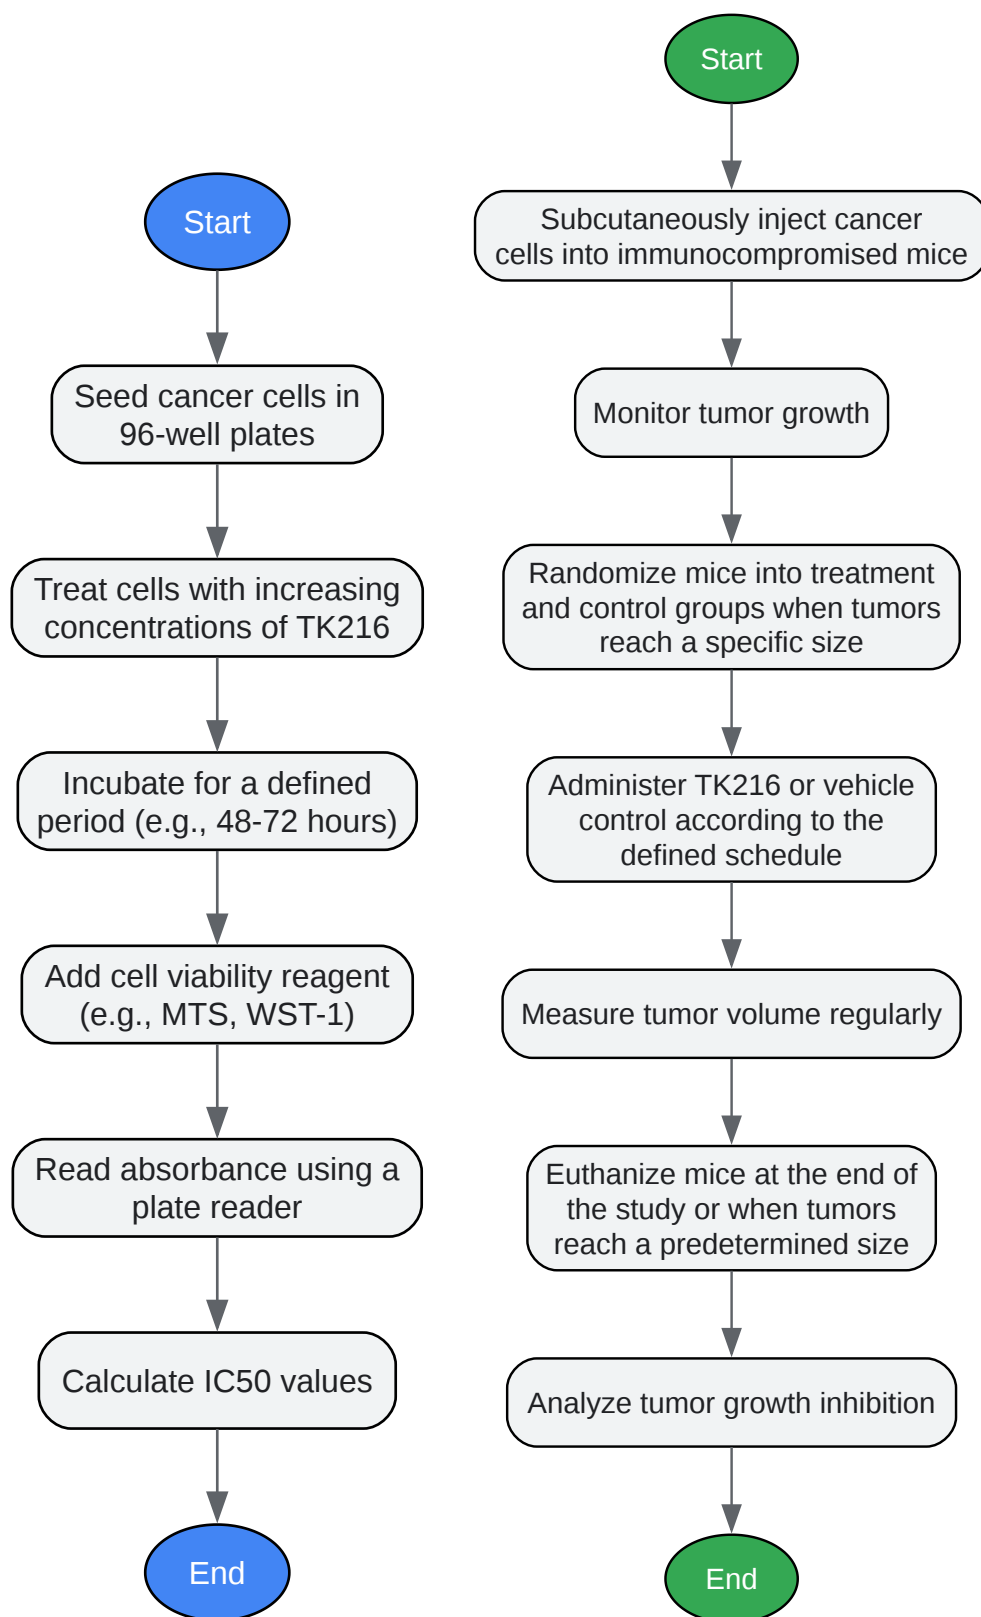 Start
Seed cancer cells in
96-well plates
Treat cells with increasing
concentrations of TK216
Incubate for a defined
period (e.g., 48-72 hours)
Add cell viability reagent
(e.g., MTS, WST-1)
Read absorbance using a
plate reader
Calculate IC50 values
End
Start
Subcutaneously inject cancer
cells into immunocompromised mice
Monitor tumor growth
Randomize mice into treatment
and control groups when tumors
reach a specific size
Administer TK216 or vehicle
control according to the
defined schedule
Measure tumor volume regularly
Euthanize mice at the end of
the study or when tumors
reach a predetermined size
Analyze tumor growth inhibition
End